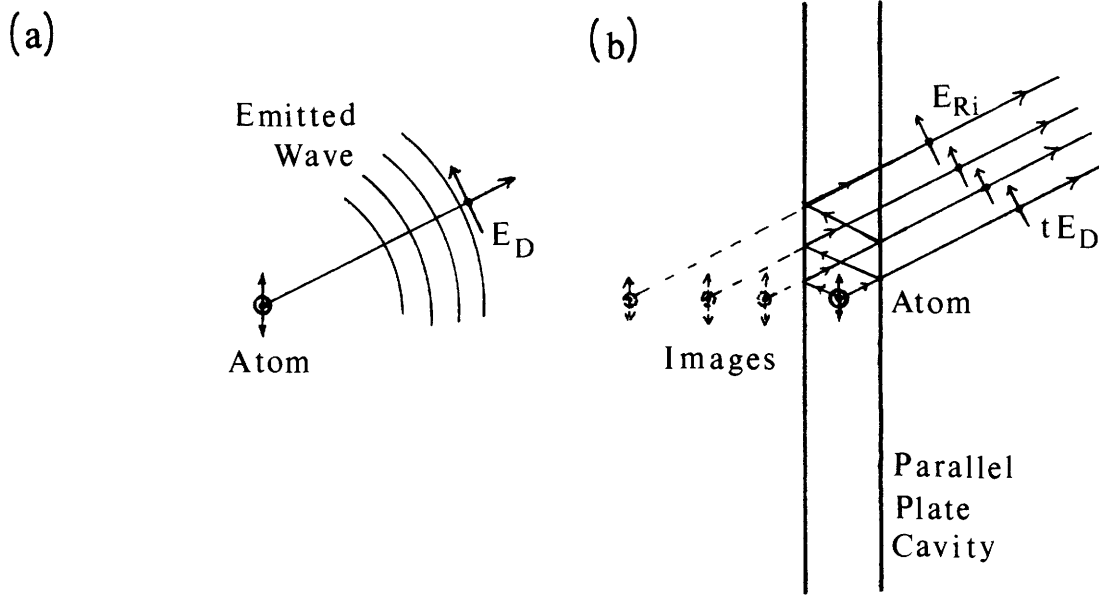 (a)
Emitted
Wave
E_D
Atom
(b)
E_Ri
tE_D
Atom
Images
Parallel
Plate
Cavity